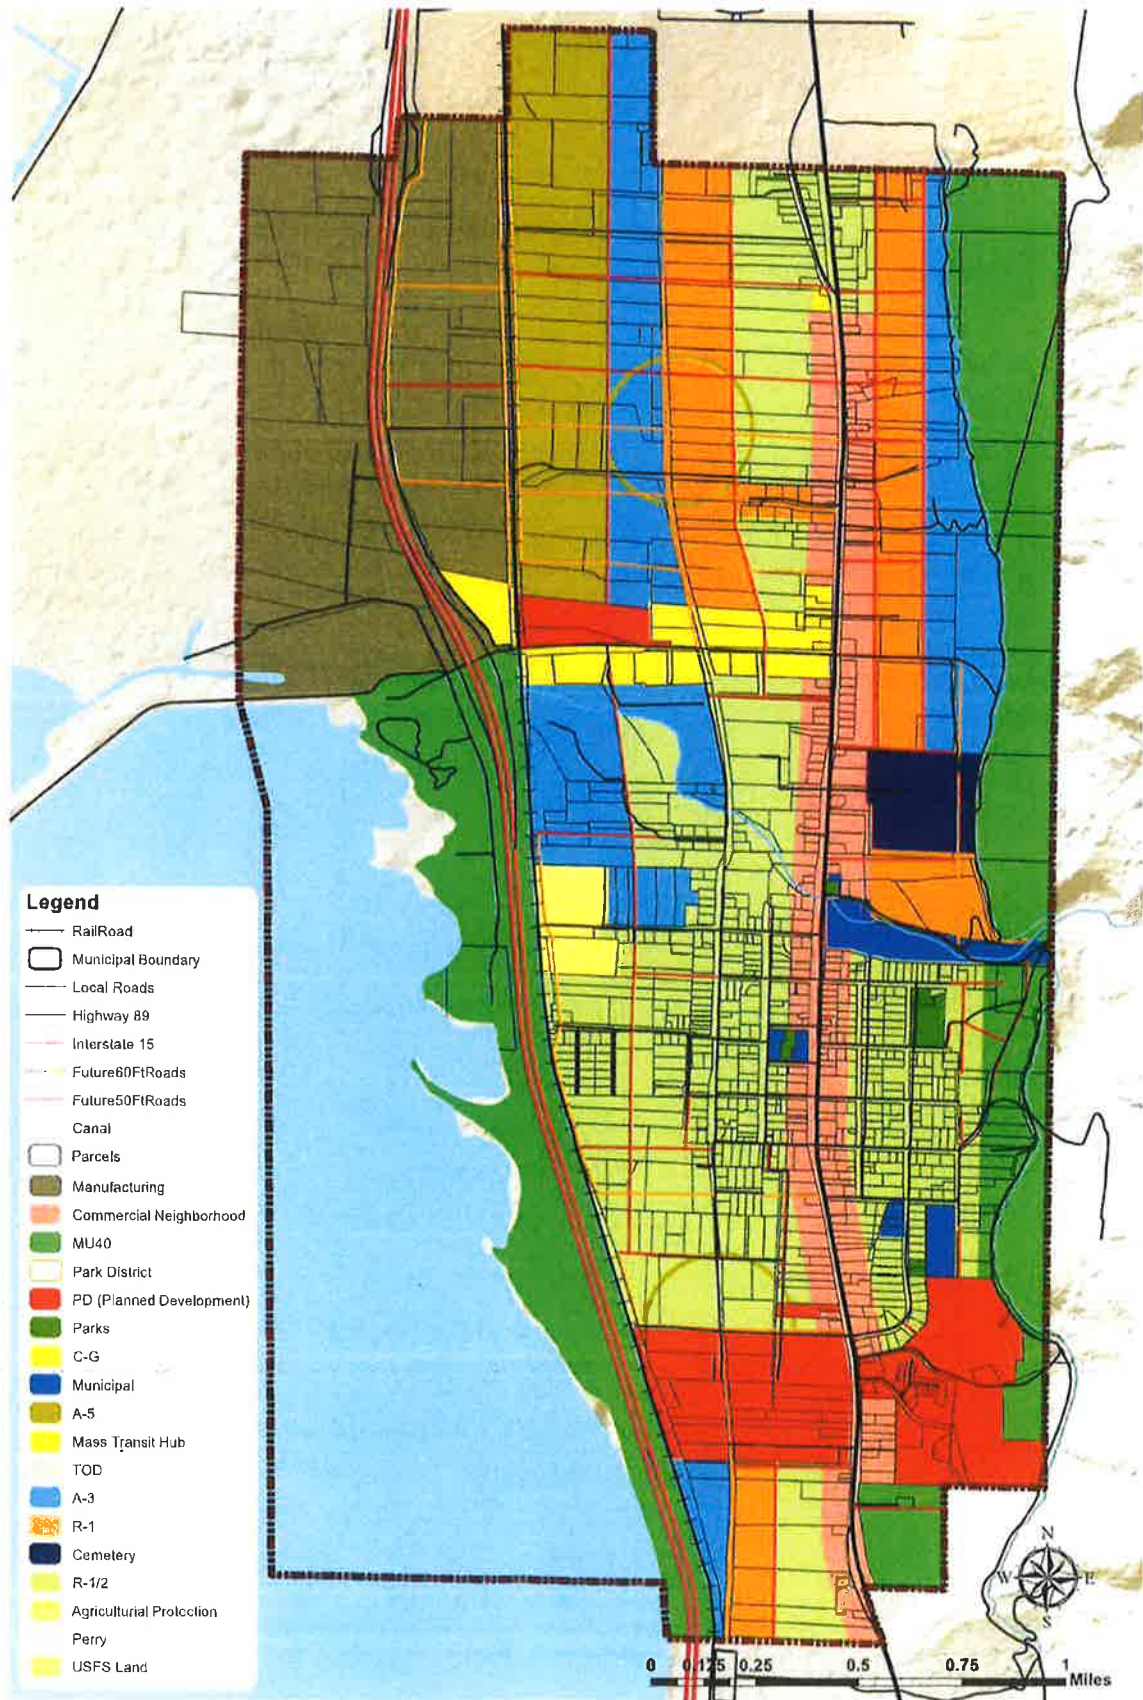 Legend
RailRoad
Municipal Boundary
Local Roads
Highway 89
Interstate 15
Future60FtRoads
Future50FtRoads
Canal
Parcels
Manufacturing
Commercial Neighborhood
MU40
Park District
PD (Planned Development)
Parks
C-G
Municipal
A-5
Mass Transit Hub
TOD
A-3
R-1
Cemetery
R-1/2
Agriculturial Protection
Perry
USFS Land
N
W E
S
0 0.125 0.25 0.5 0.75 1
Miles